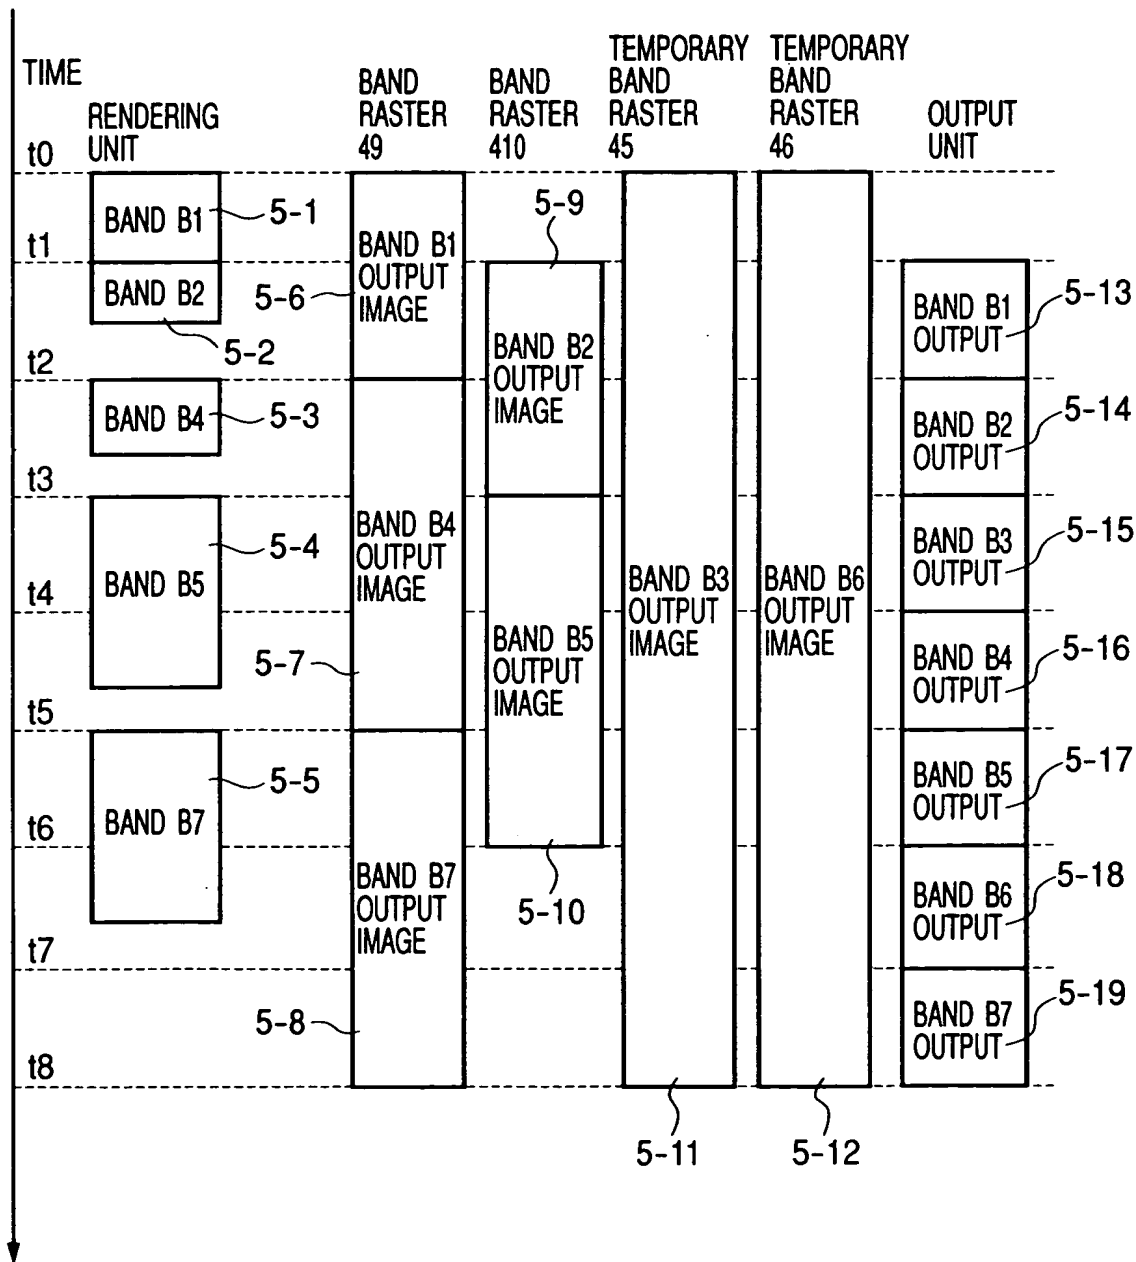 TIME
RENDERING
UNIT
BAND
RASTER
49
BAND
RASTER
410
TEMPORARY
BAND
RASTER
45
TEMPORARY
BAND
RASTER
46
OUTPUT
UNIT
t0
t1
t2
t3
t4
t5
t6
t7
t8
BAND B1
5-1
BAND B2
5-2
BAND B4
5-3
BAND B5
5-4
BAND B7
5-5
BAND B1
OUTPUT
IMAGE
5-6
BAND B4
OUTPUT
IMAGE
5-7
BAND B7
OUTPUT
IMAGE
5-8
5-9
BAND B2
OUTPUT
IMAGE
BAND B5
OUTPUT
IMAGE
5-10
BAND B3
OUTPUT
IMAGE
5-11
BAND B6
OUTPUT
IMAGE
5-12
BAND B1
OUTPUT
5-13
BAND B2
OUTPUT
5-14
BAND B3
OUTPUT
5-15
BAND B4
OUTPUT
5-16
BAND B5
OUTPUT
5-17
BAND B6
OUTPUT
5-18
BAND B7
OUTPUT
5-19